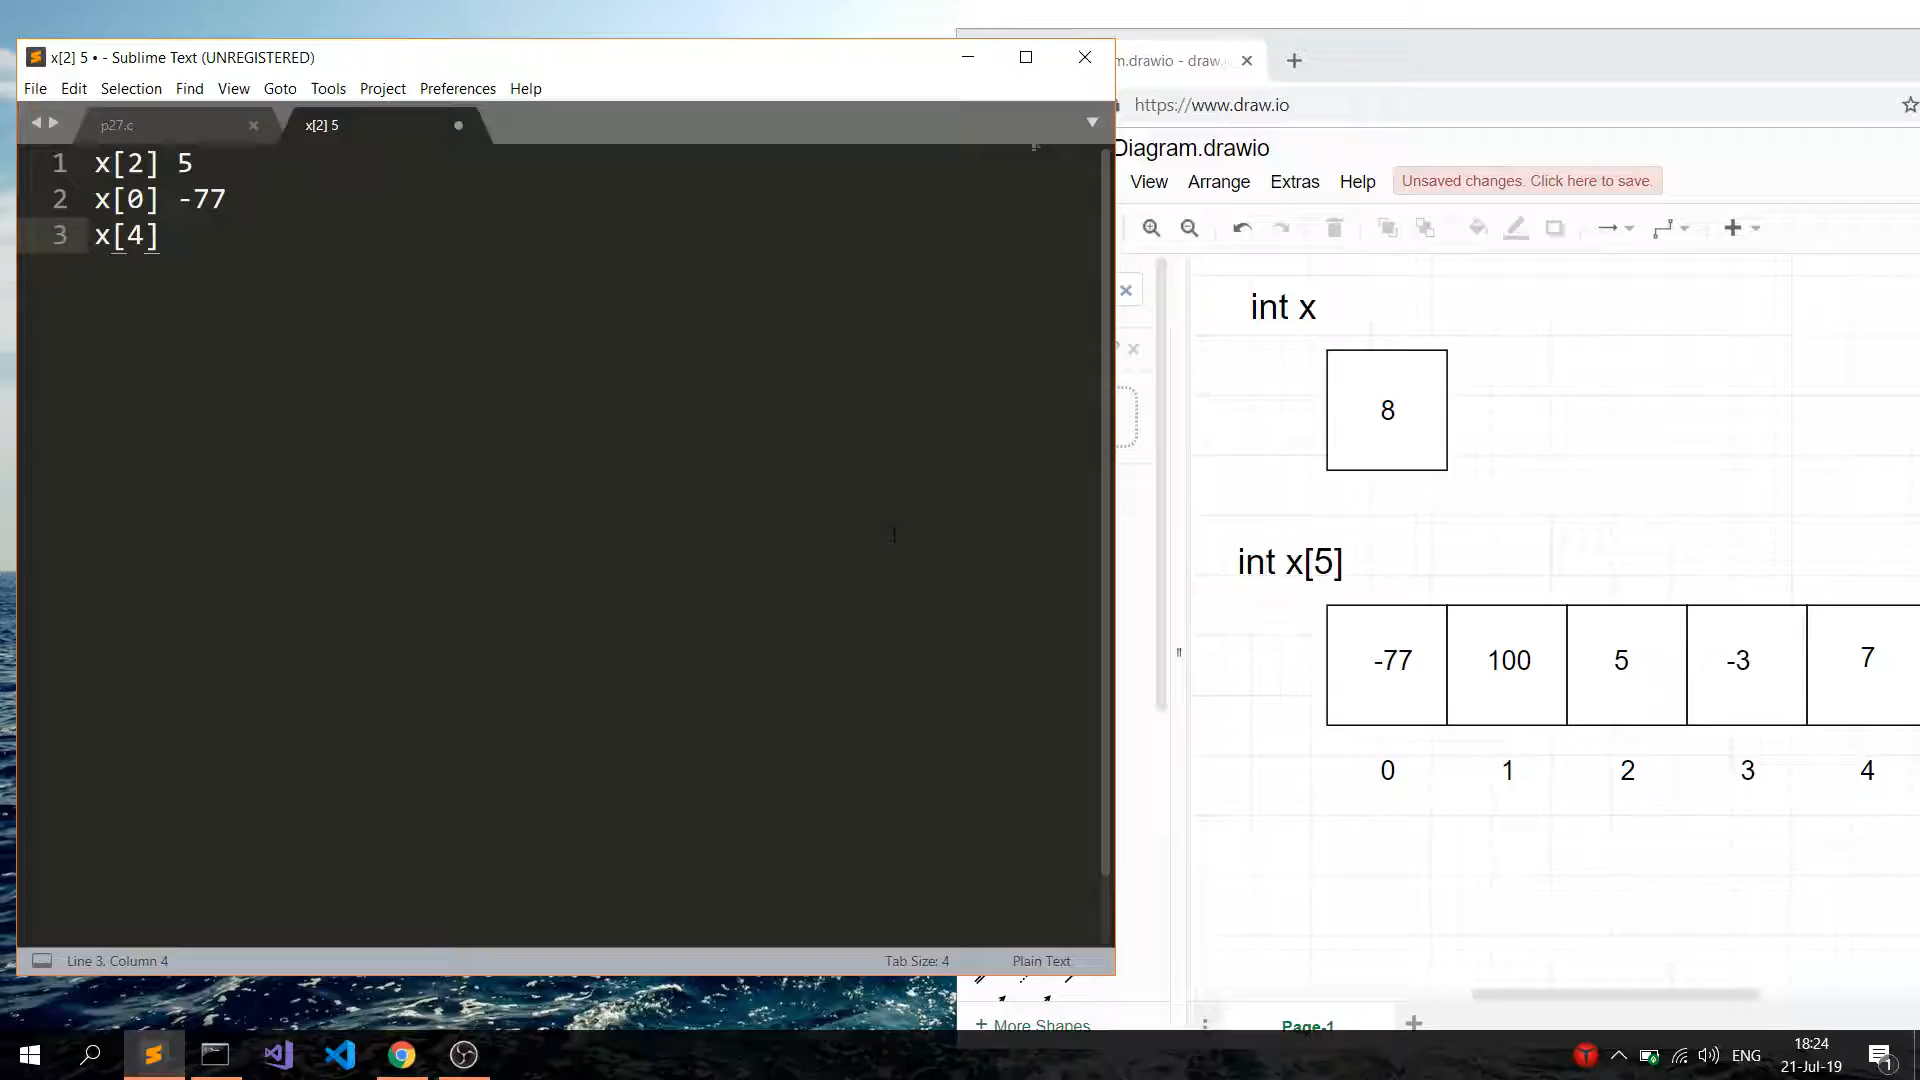 x[2] 5 • - Sublime Text (UNREGISTERED)
File Edit Selection Find View Goto Tools Project Preferences Help
p27.c x[2] 5
1 x[2] 5
2 x[0] -77
3 x[4]
Line 3, Column 4 Tab Size: 4 Plain Text
m.drawio - draw.
https://www.draw.io
Diagram.drawio
View Arrange Extras Help Unsaved changes. Click here to save.
int x
8
int x[5]
-77 100 5 -3 7
0 1 2 3 4
+ More Shapes Page-1
ENG
18:24
21-Jul-19
1